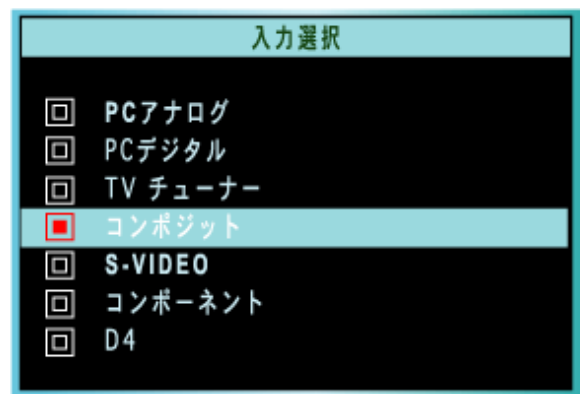 入力選択
PCアナログ
PCデジタル
TV チューナー
コンポジット
S-VIDEO
コンポーネント
D4